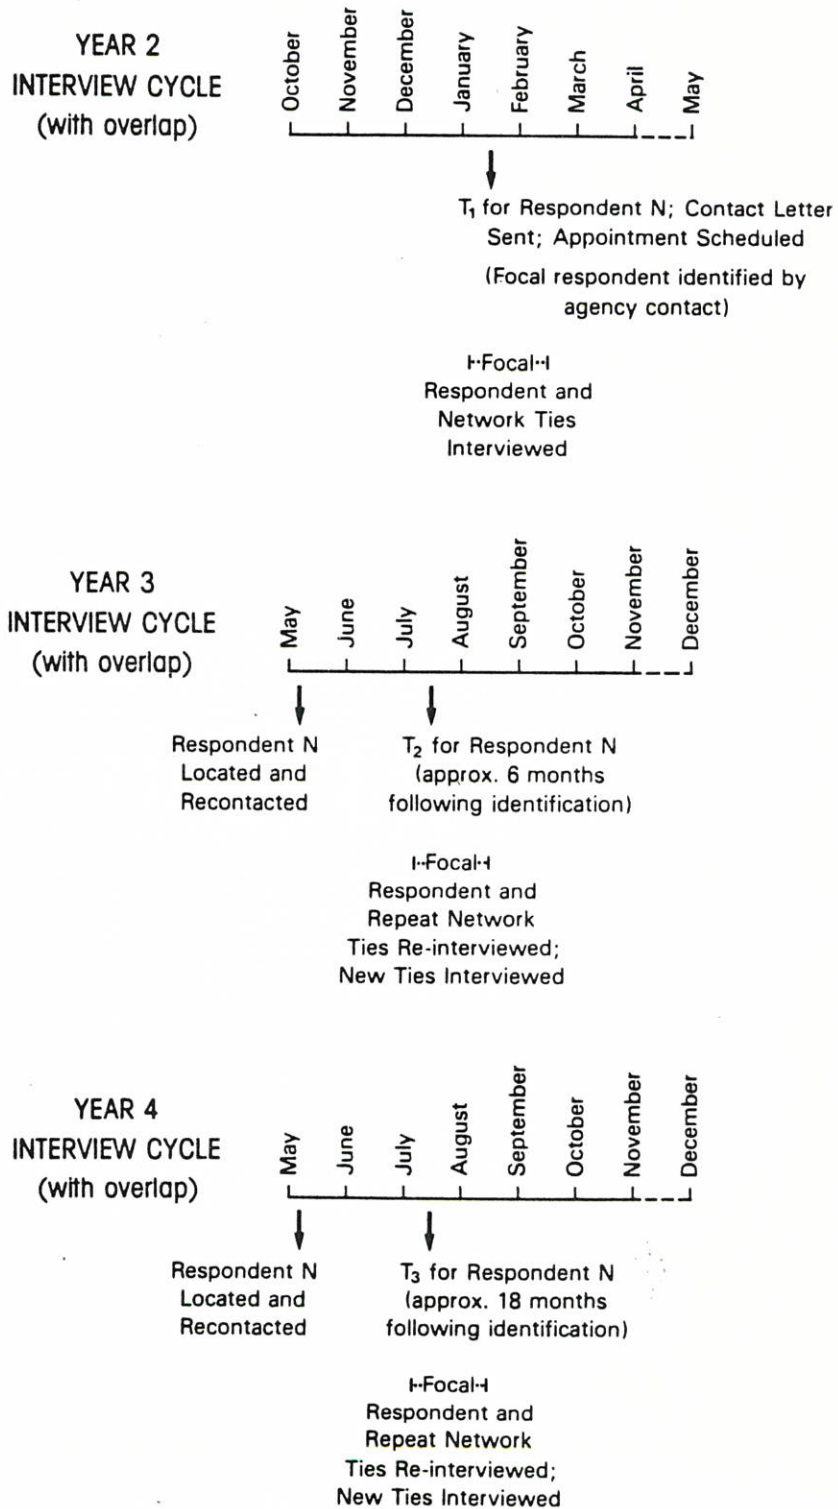 YEAR 2
INTERVIEW CYCLE
(with overlap)
October
November
December
January
February
March
April
May
T₁ for Respondent N; Contact Letter
Sent; Appointment Scheduled
(Focal respondent identified by
agency contact)
Focal
Respondent and
Network Ties
Interviewed
YEAR 3
INTERVIEW CYCLE
(with overlap)
May
June
July
August
September
October
November
December
Respondent N
Located and
Recontacted
T₂ for Respondent N
(approx. 6 months
following identification)
Focal
Respondent and
Repeat Network
Ties Re-interviewed;
New Ties Interviewed
YEAR 4
INTERVIEW CYCLE
(with overlap)
May
June
July
August
September
October
November
December
Respondent N
Located and
Recontacted
T₃ for Respondent N
(approx. 18 months
following identification)
Focal
Respondent and
Repeat Network
Ties Re-interviewed;
New Ties Interviewed